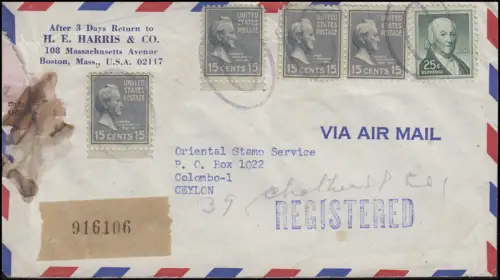 After 3 Days Return to
H. E. HARRIS & CO.
108 Massachusetts Avenue
Boston, Mass., U.S.A. 02117
UNITED
STATES
POSTAGE
15 CENTS 15
UNITED
STATES
POSTAGE
15 CENTS 15
UNITED
STATES
POSTAGE
15 CENTS 15
25¢
UNITED
STATES
POSTAGE
15 CENTS 15
VIA AIR MAIL
Oriental Stamp Service
P. O. Box 1022
Colombo-1
CEYLON
39
REGISTERED
916106